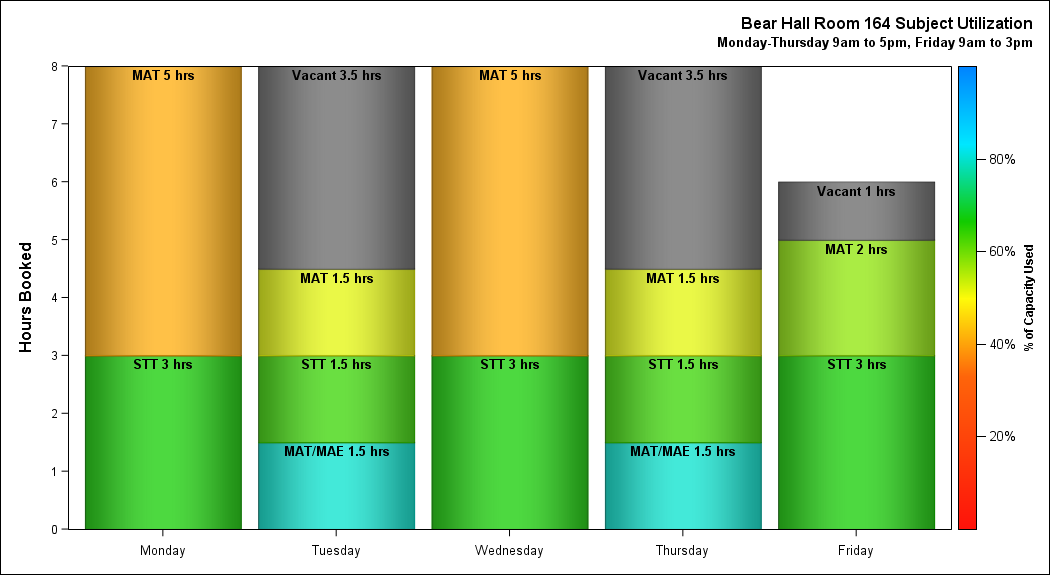 Bear Hall Room 164 Subject Utilization
Monday-Thursday 9am to 5pm, Friday 9am to 3pm
Hours Booked
8
7
6
5
4
3
2
1
0
MAT 5 hrs
STT 3 hrs
Vacant 3.5 hrs
MAT 1.5 hrs
STT 1.5 hrs
MAT/MAE 1.5 hrs
MAT 5 hrs
STT 3 hrs
Vacant 3.5 hrs
MAT 1.5 hrs
STT 1.5 hrs
MAT/MAE 1.5 hrs
Vacant 1 hrs
MAT 2 hrs
STT 3 hrs
Monday
Tuesday
Wednesday
Thursday
Friday
80%
60%
40%
20%
% of Capacity Used